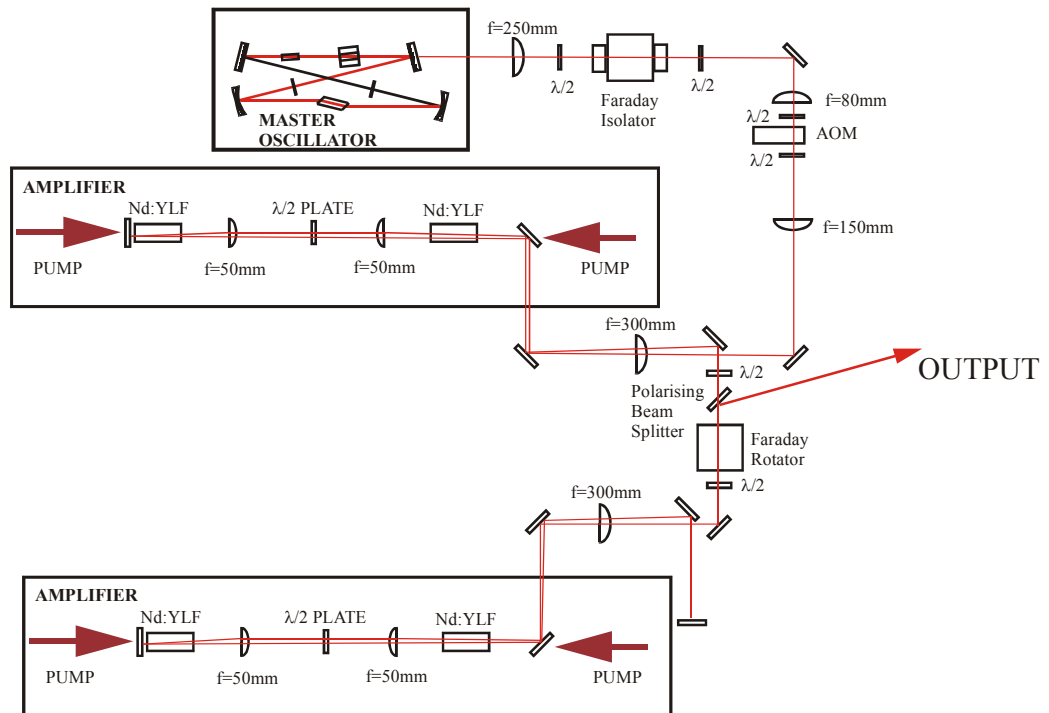 f=250mm
λ/2
Faraday
Isolator
λ/2
MASTER
OSCILLATOR
f=80mm
λ/2
AOM
λ/2
f=150mm
AMPLIFIER
Nd:YLF
λ/2 PLATE
Nd:YLF
PUMP
f=50mm
f=50mm
PUMP
f=300mm
OUTPUT
λ/2
Polarising
Beam
Splitter
Faraday
Rotator
λ/2
f=300mm
AMPLIFIER
Nd:YLF
λ/2 PLATE
Nd:YLF
PUMP
f=50mm
f=50mm
PUMP